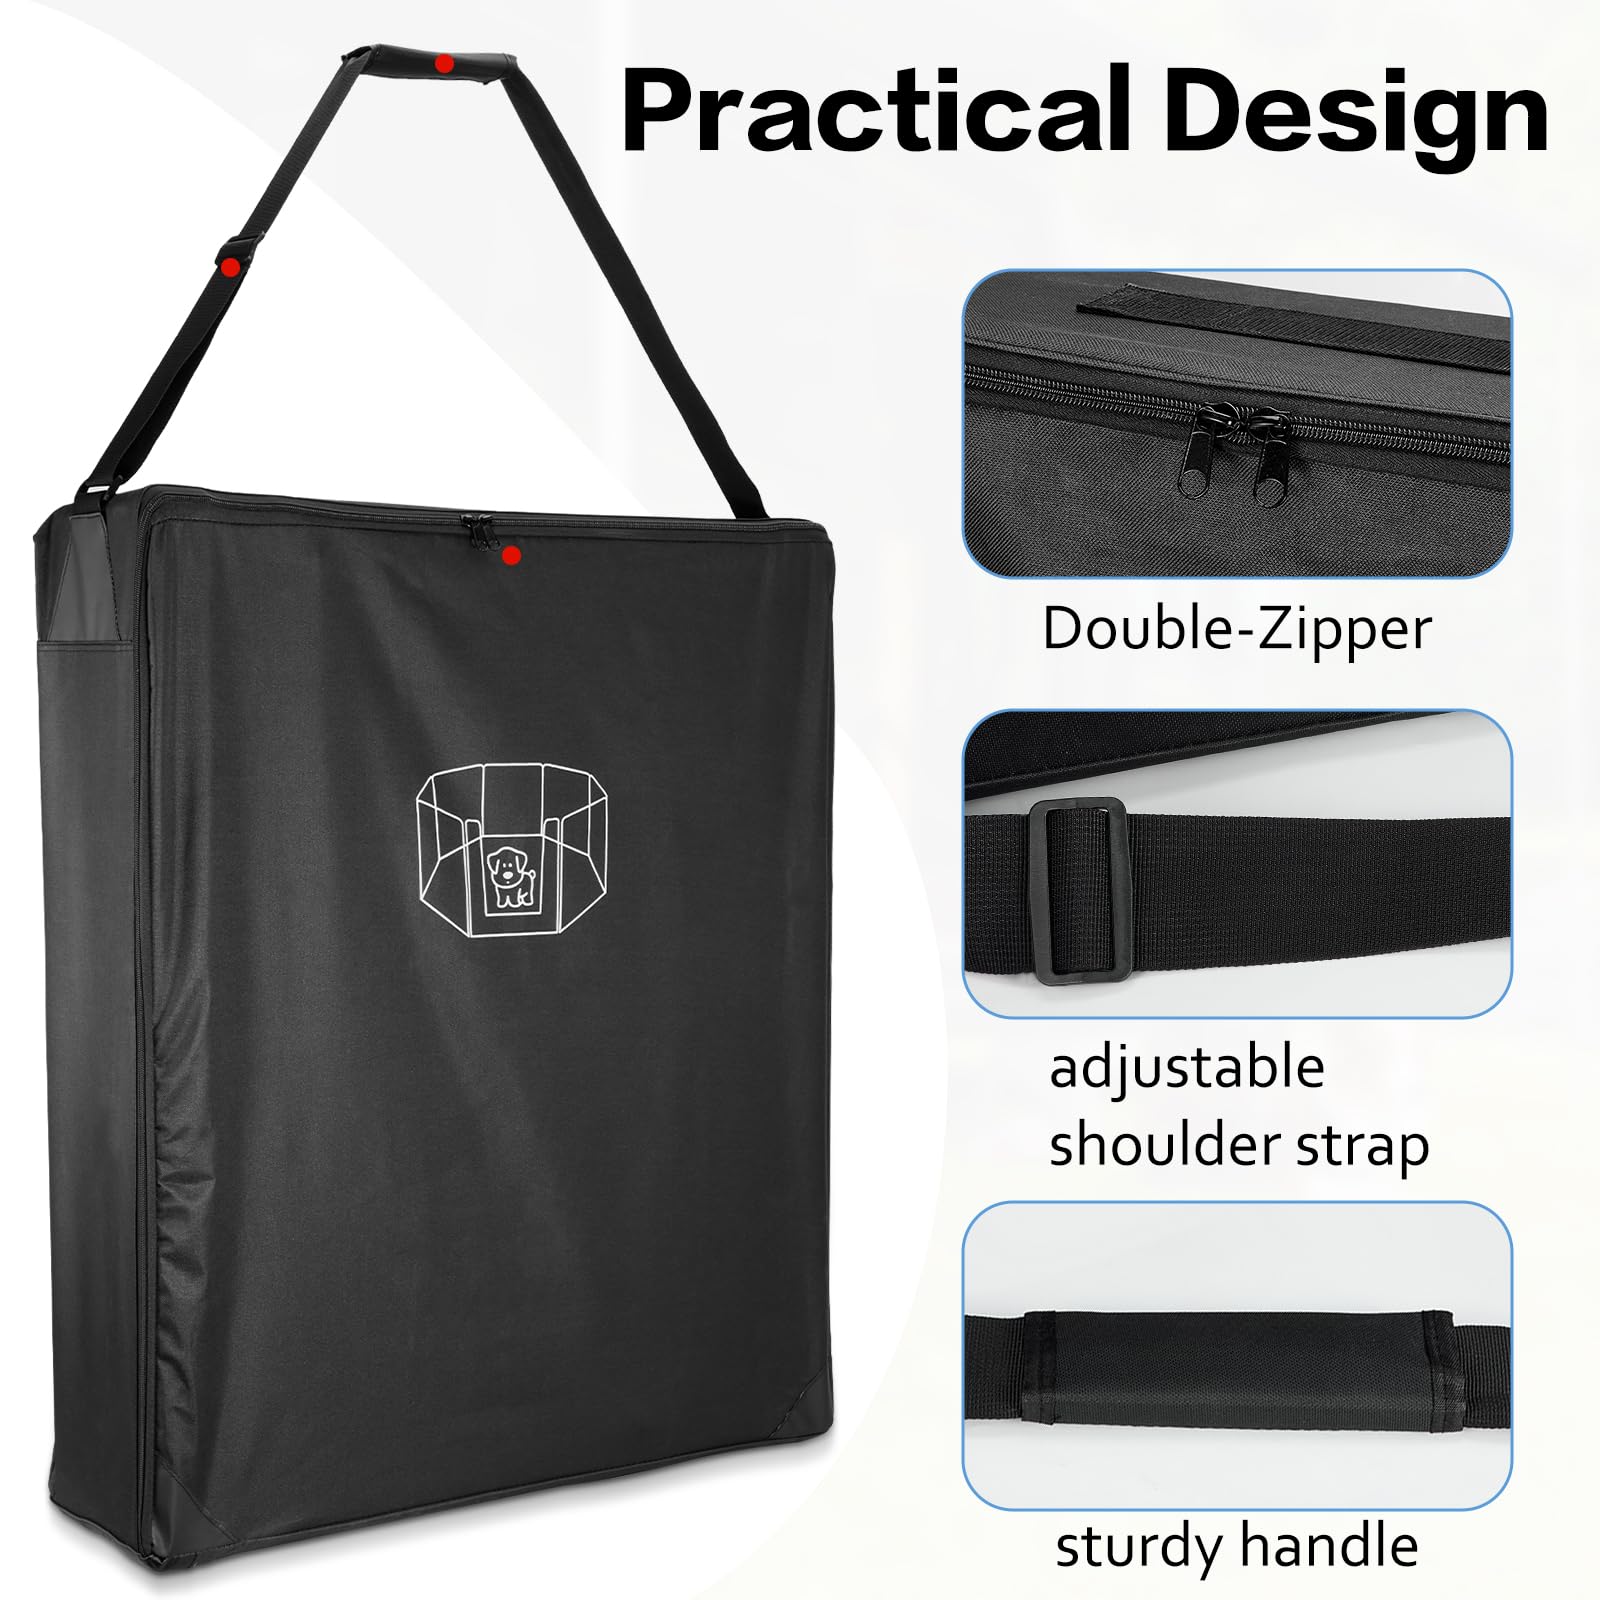 Practical Design
Double-Zipper
adjustable
shoulder strap
sturdy handle